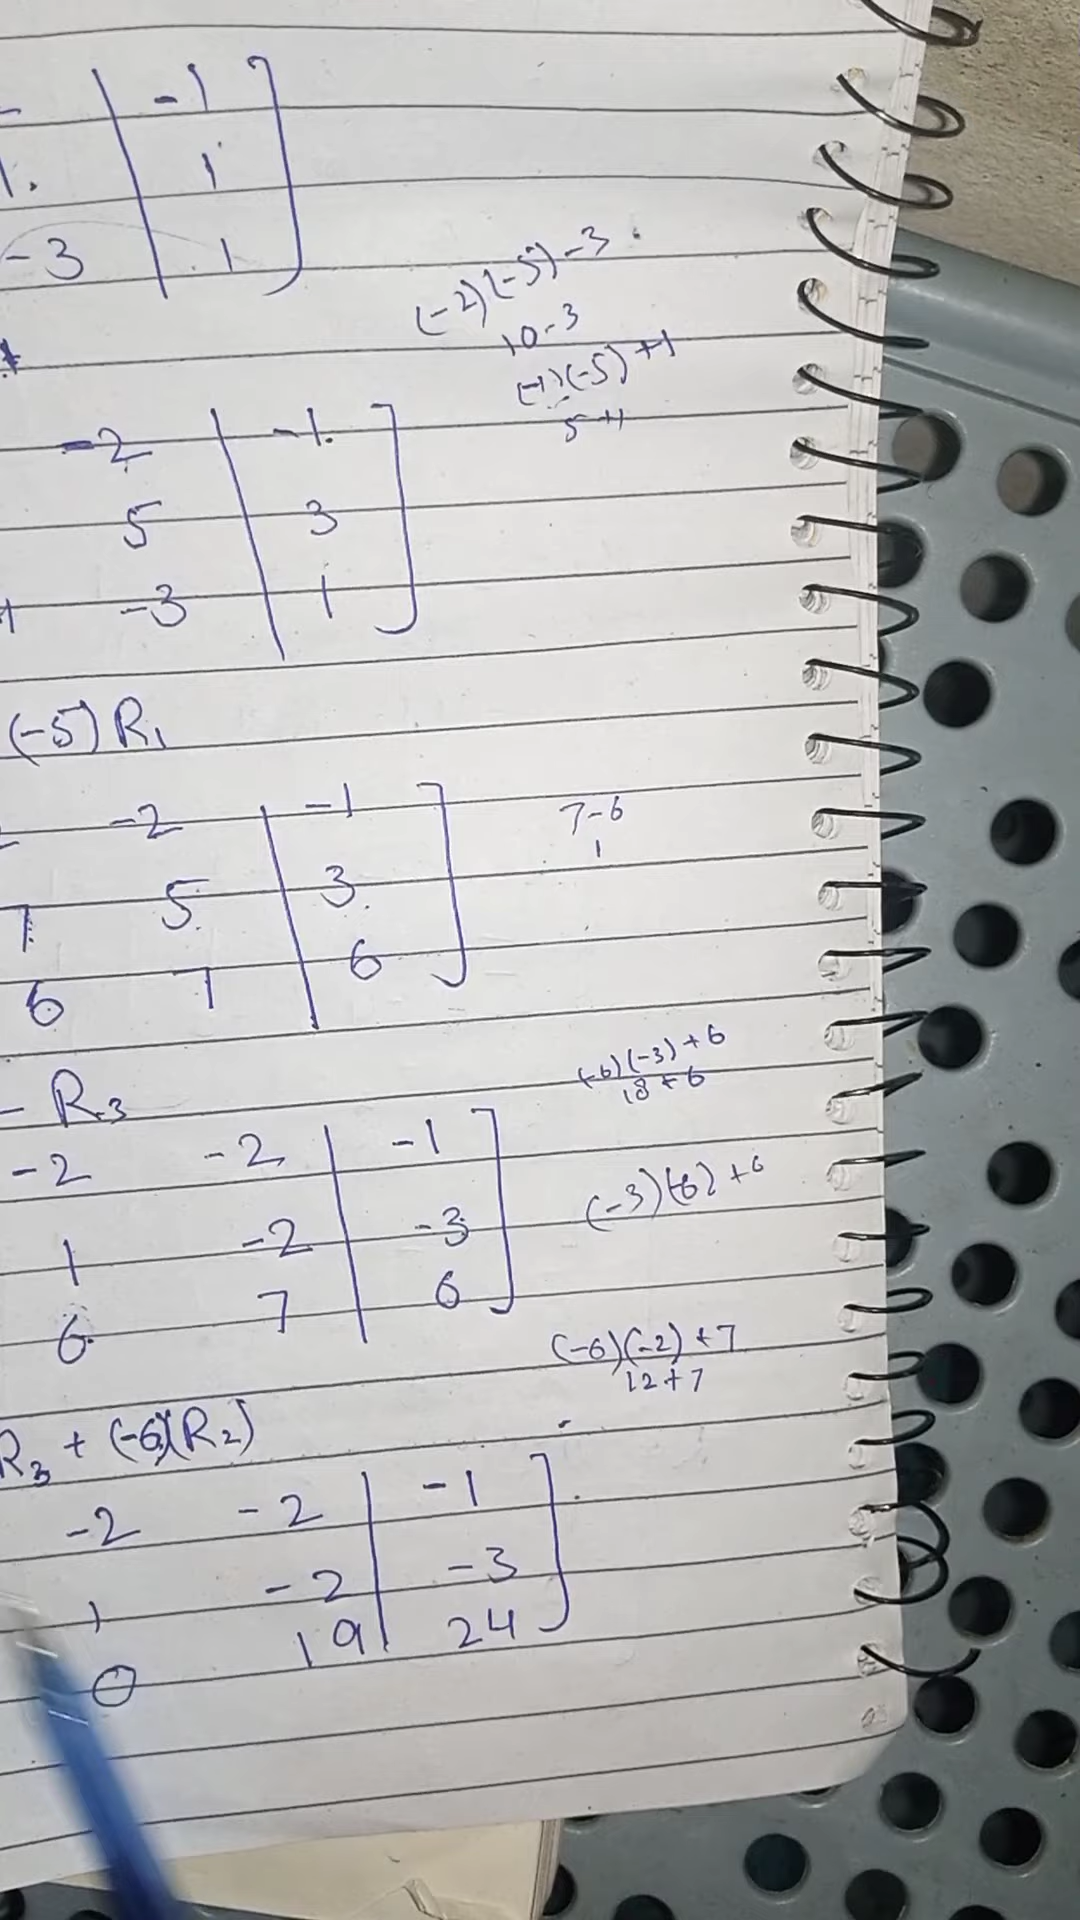 -1
1. 1
-3 1
(-2)(-5)-3
10-3
(-1)(-5)+1
5+1
-2 -1.
5 3
-3 1
(-5) R₁
-2 -1
7 5 3
6 7 6
7-6
1
- R₃
(-6)(-3)+6
18+6
-2 -2 -1
1 -2 -3
6 7 6
(-3)(-6)+6
(-6)(-2)+7
12+7
R₃ + (-6)(R₂)
-2 -2 -1
1 -2 -3
0 19 24